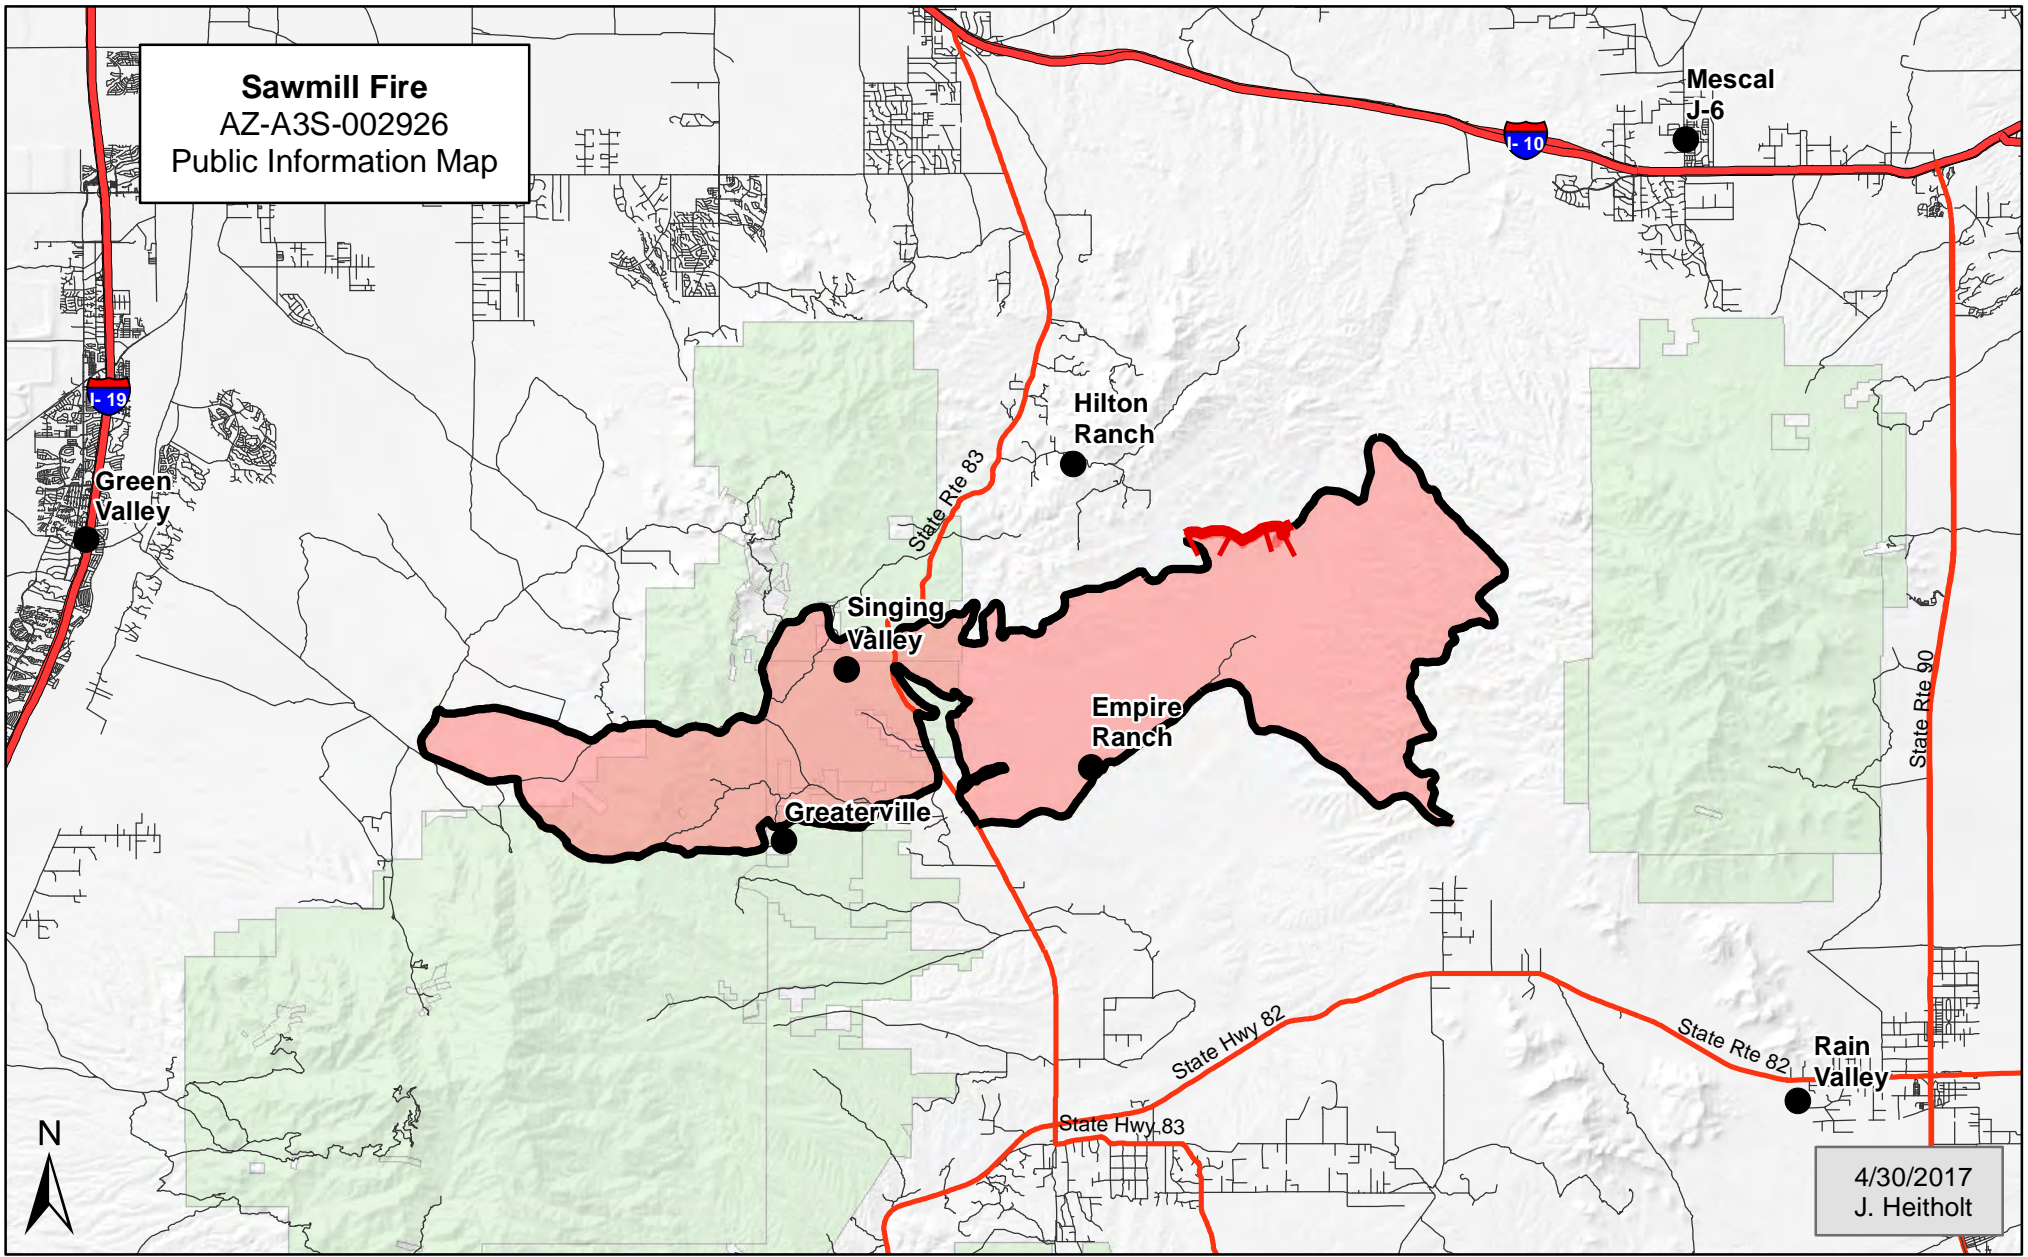 Sawmill Fire
AZ-A3S-002926
Public Information Map
Mescal
J-6
I- 10
I- 19
Hilton
Ranch
Green
Valley
State Rte 83
Singing
Valley
State Rte 90
Empire
Ranch
Greaterville
State Hwy 82
State Rte 82
Rain
Valley
State Hwy 83
N
4/30/2017
J. Heitholt